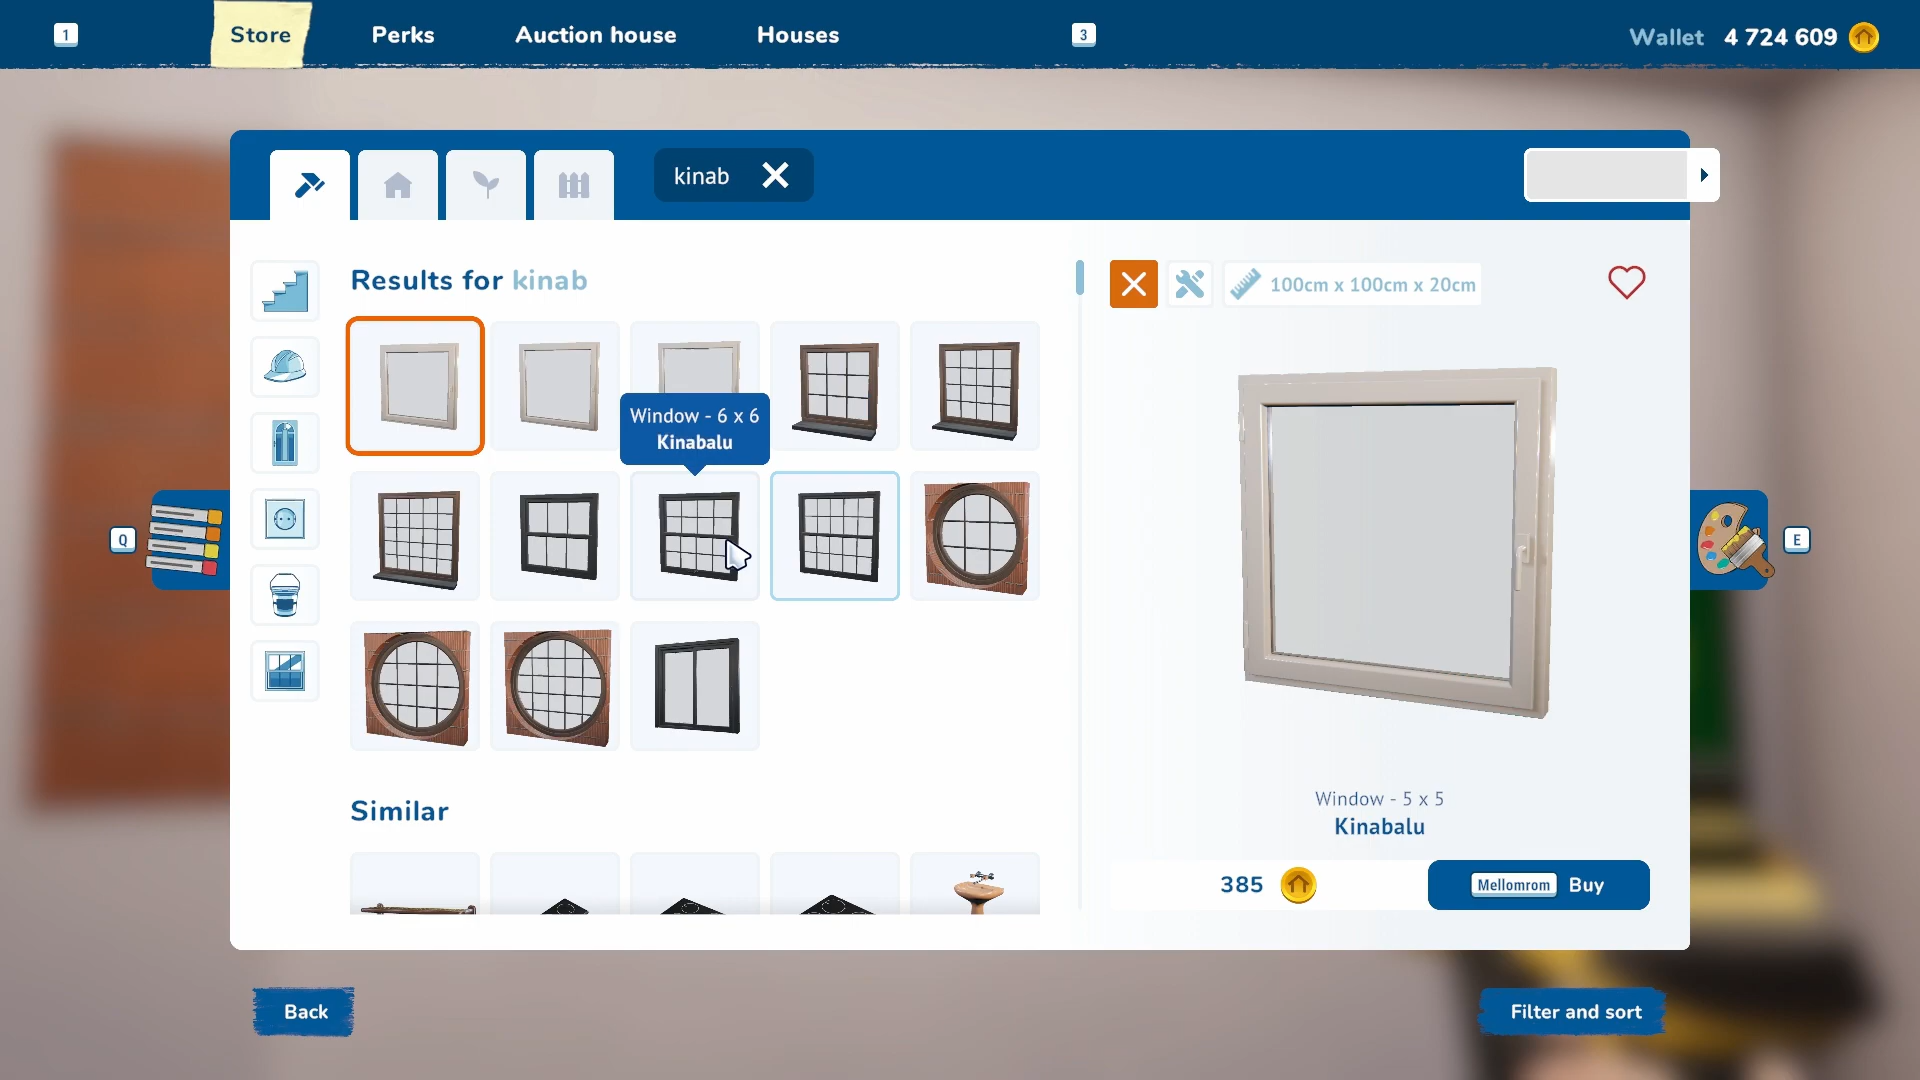 1
Store
Perks
Auction house
Houses
3
Wallet 4 724 609
kinab
Results for kinab
100cm x 100cm x 20cm
Window - 6 x 6
Kinabalu
Q
E
Similar
Window - 5 x 5
Kinabalu
385
Mellomrom Buy
Back
Filter and sort